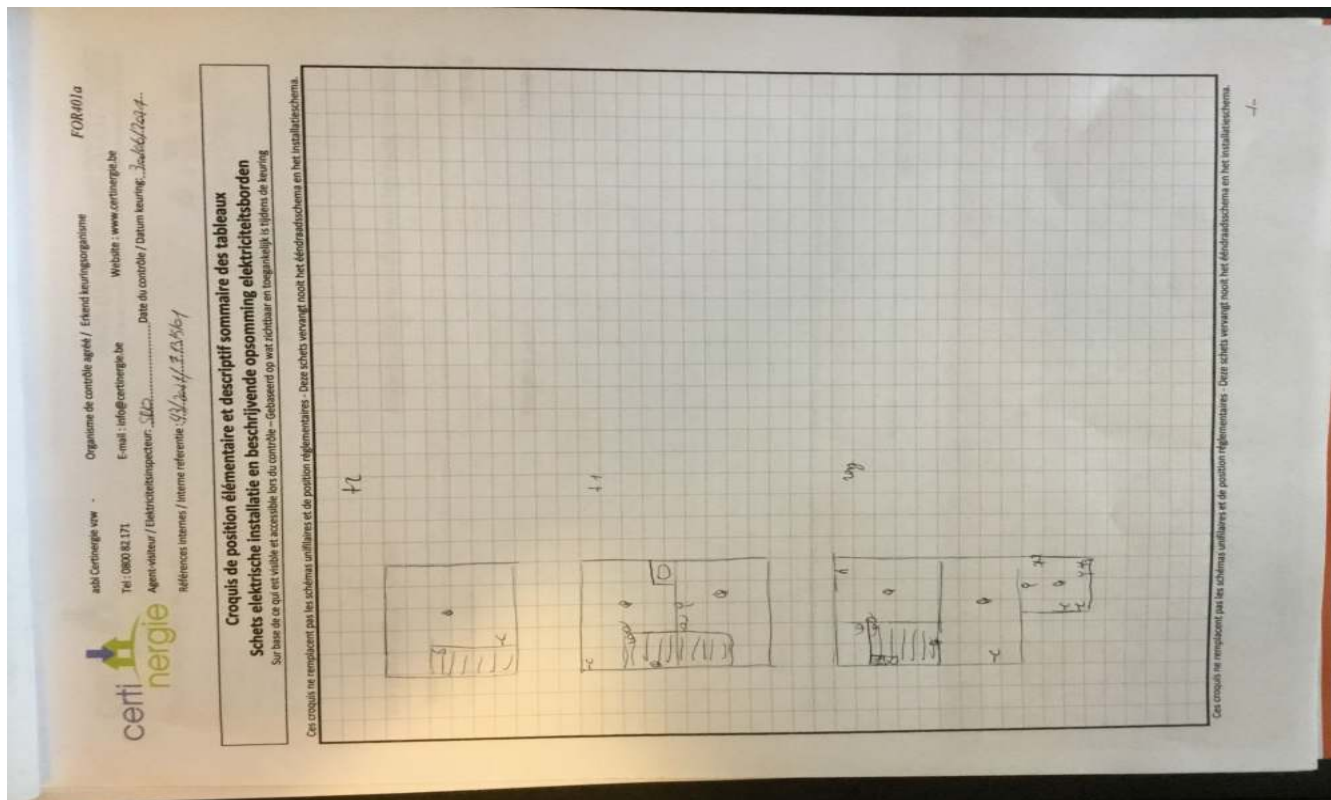 certi
nergie
asbl Certinergie vzw - Organisme de contrôle agréé / Erkend keuringsorganisme FOR401a
Tel : 0800 82 171 E-mail : info@certinergie.be Website : www.certinergie.be
Agent-visiteur / Elektriciteitsinspecteur: Date du contrôle / Datum keuring:
Références internes / Interne referentie :
Croquis de position élémentaire et descriptif sommaire des tableaux
Schets elektrische installatie en beschrijvende opsomming elektriciteitsborden
Sur base de ce qui est visible et accessible lors du contrôle – Gebaseerd op wat zichtbaar en toegankelijk is tijdens de keuring
Ces croquis ne remplacent pas les schémas unifilaires et de position réglementaires - Deze schets vervangt nooit het ééndraadsschema en het installatieschema.
+2
+1
Ces croquis ne remplacent pas les schémas unifilaires et de position réglementaires - Deze schets vervangt nooit het ééndraadsschema en het installatieschema.